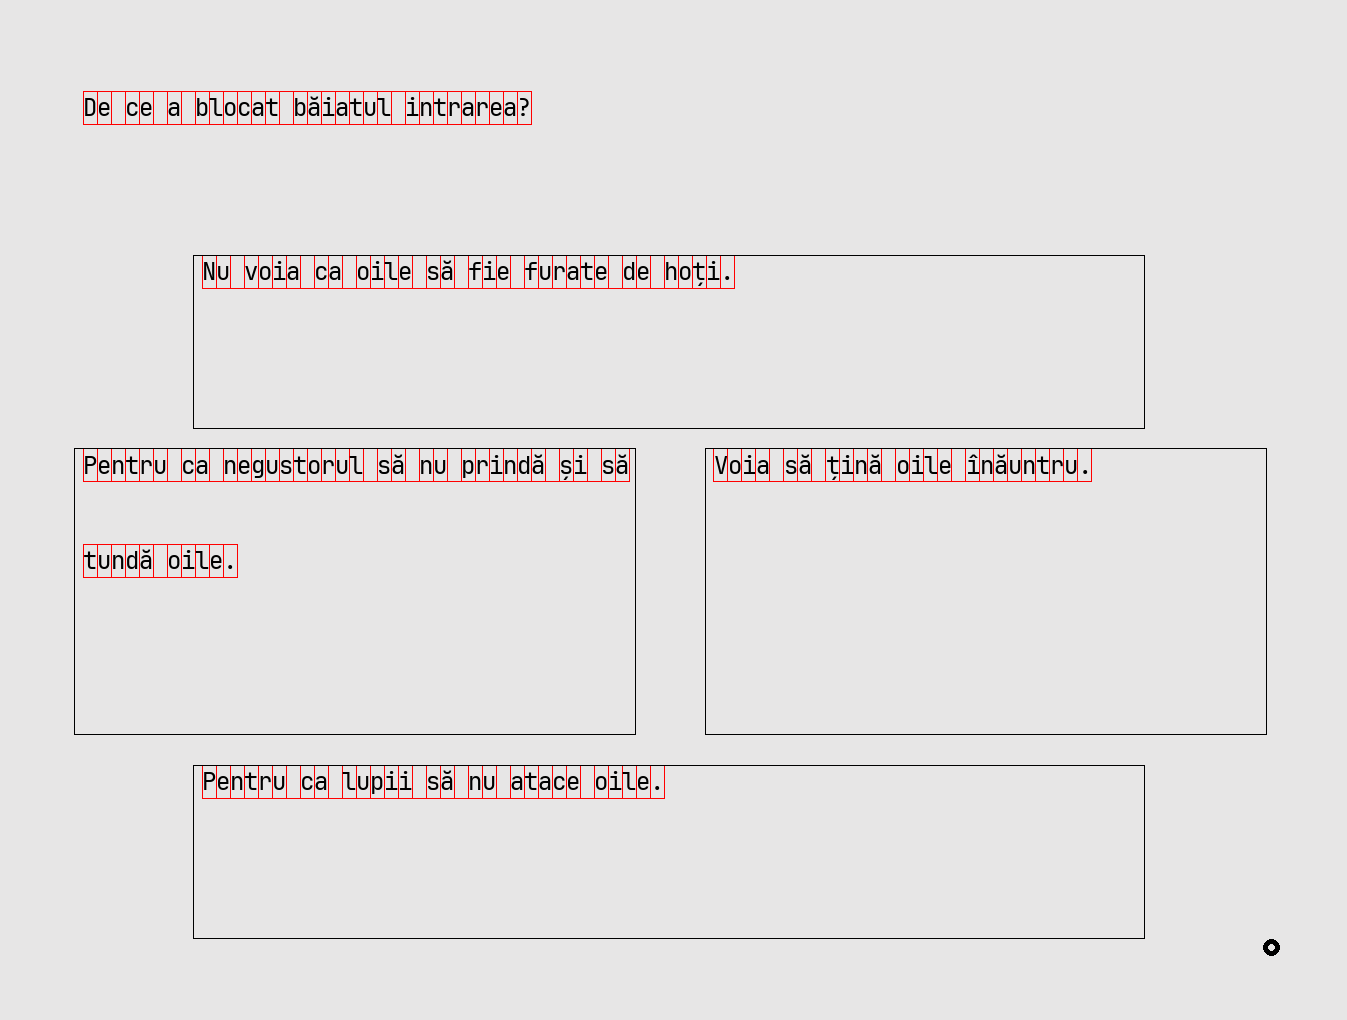 De ce a blocat băiatul intrarea?
Nu voia ca oile să fie furate de hoți.
Pentru ca negustorul să nu prindă și să
tundă oile.
Voia să țină oile înăuntru.
Pentru ca lupii să nu atace oile.